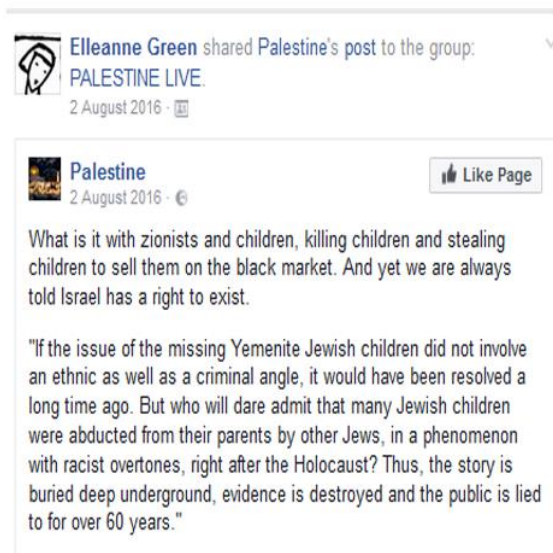 Elleanne Green shared Palestine's post to the group:
PALESTINE LIVE.
2 August 2016 ·
Palestine
2 August 2016 ·
Like Page
What is it with zionists and children, killing children and stealing
children to sell them on the black market. And yet we are always
told Israel has a right to exist.
"If the issue of the missing Yemenite Jewish children did not involve
an ethnic as well as a criminal angle, it would have been resolved a
long time ago. But who will dare admit that many Jewish children
were abducted from their parents by other Jews, in a phenomenon
with racist overtones, right after the Holocaust? Thus, the story is
buried deep underground, evidence is destroyed and the public is lied
to for over 60 years."